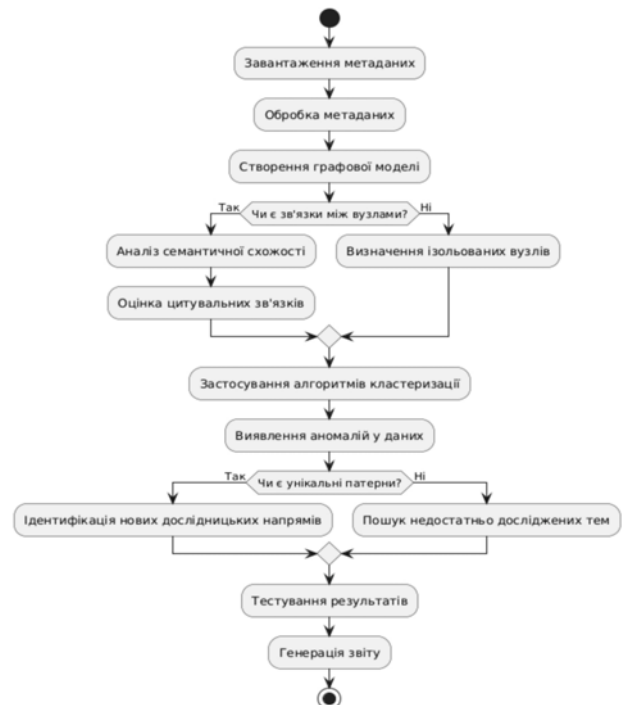 Завантаження метаданих
Обробка метаданих
Створення графової моделі
Так
Чи є зв'язки між вузлами?
Ні
Аналіз семантичної схожості
Визначення ізольованих вузлів
Оцінка цитувальних зв'язків
Застосування алгоритмів кластеризації
Виявлення аномалій у даних
Так
Чи є унікальні патерни?
Ні
Ідентифікація нових дослідницьких напрямів
Пошук недостатньо досліджених тем
Тестування результатів
Генерація звіту